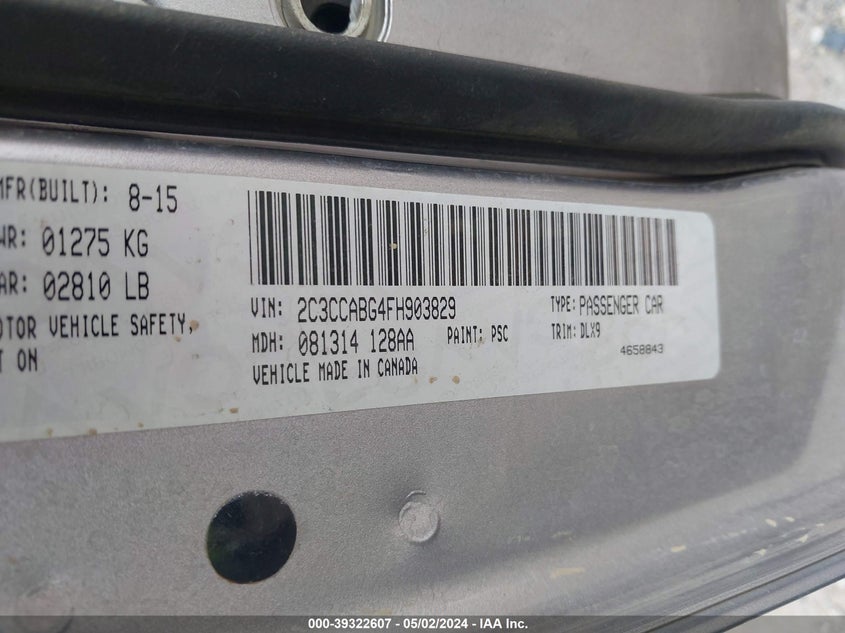 MFR(BUILT): 8-15
WR: 01275 KG
AR: 02810 LB
OTOR VEHICLE SAFETY,
T ON
VIN: 2C3CCABG4FH903829
TYPE: PASSENGER CAR
MDH: 081314 128AA
PAINT: PSC
TRIM: DLX9
VEHICLE MADE IN CANADA
4658843
000-39322607 - 05/02/2024 - IAA Inc.